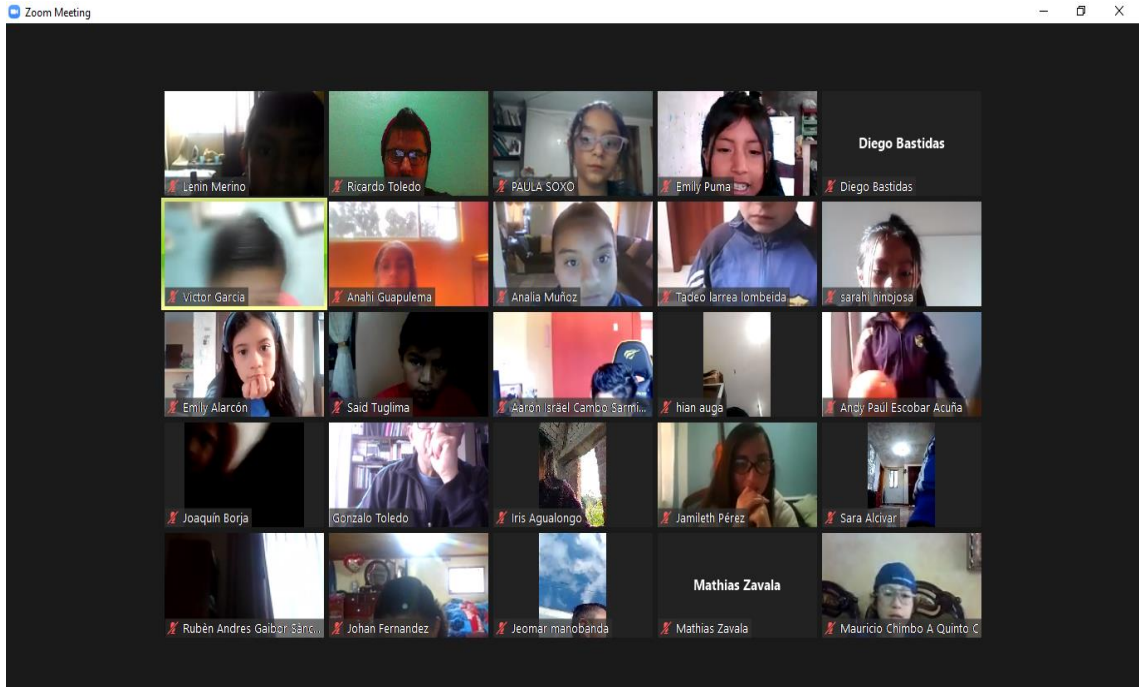 Zoom Meeting
Lenin Merino
Ricardo Toledo
PAULA SOXO
Emily Puma
Diego Bastidas
Diego Bastidas
Victor Garcia
Anahi Guapulema
Analia Muñoz
Tadeo larrea lombeida
sarahi hinojosa
Emily Alarcón
Said Tuglima
Aarón Israel Cambo Sarmi...
hian auga
Andy Paúl Escobar Acuña
Joaquín Borja
Gonzalo Toledo
Iris Agualongo
Jamileth Pérez
Sara Alcivar
Rubèn Andres Gaibor Sànc...
Johan Fernandez
Jeomar manobanda
Mathias Zavala
Mathias Zavala
Mauricio Chimbo A Quinto C